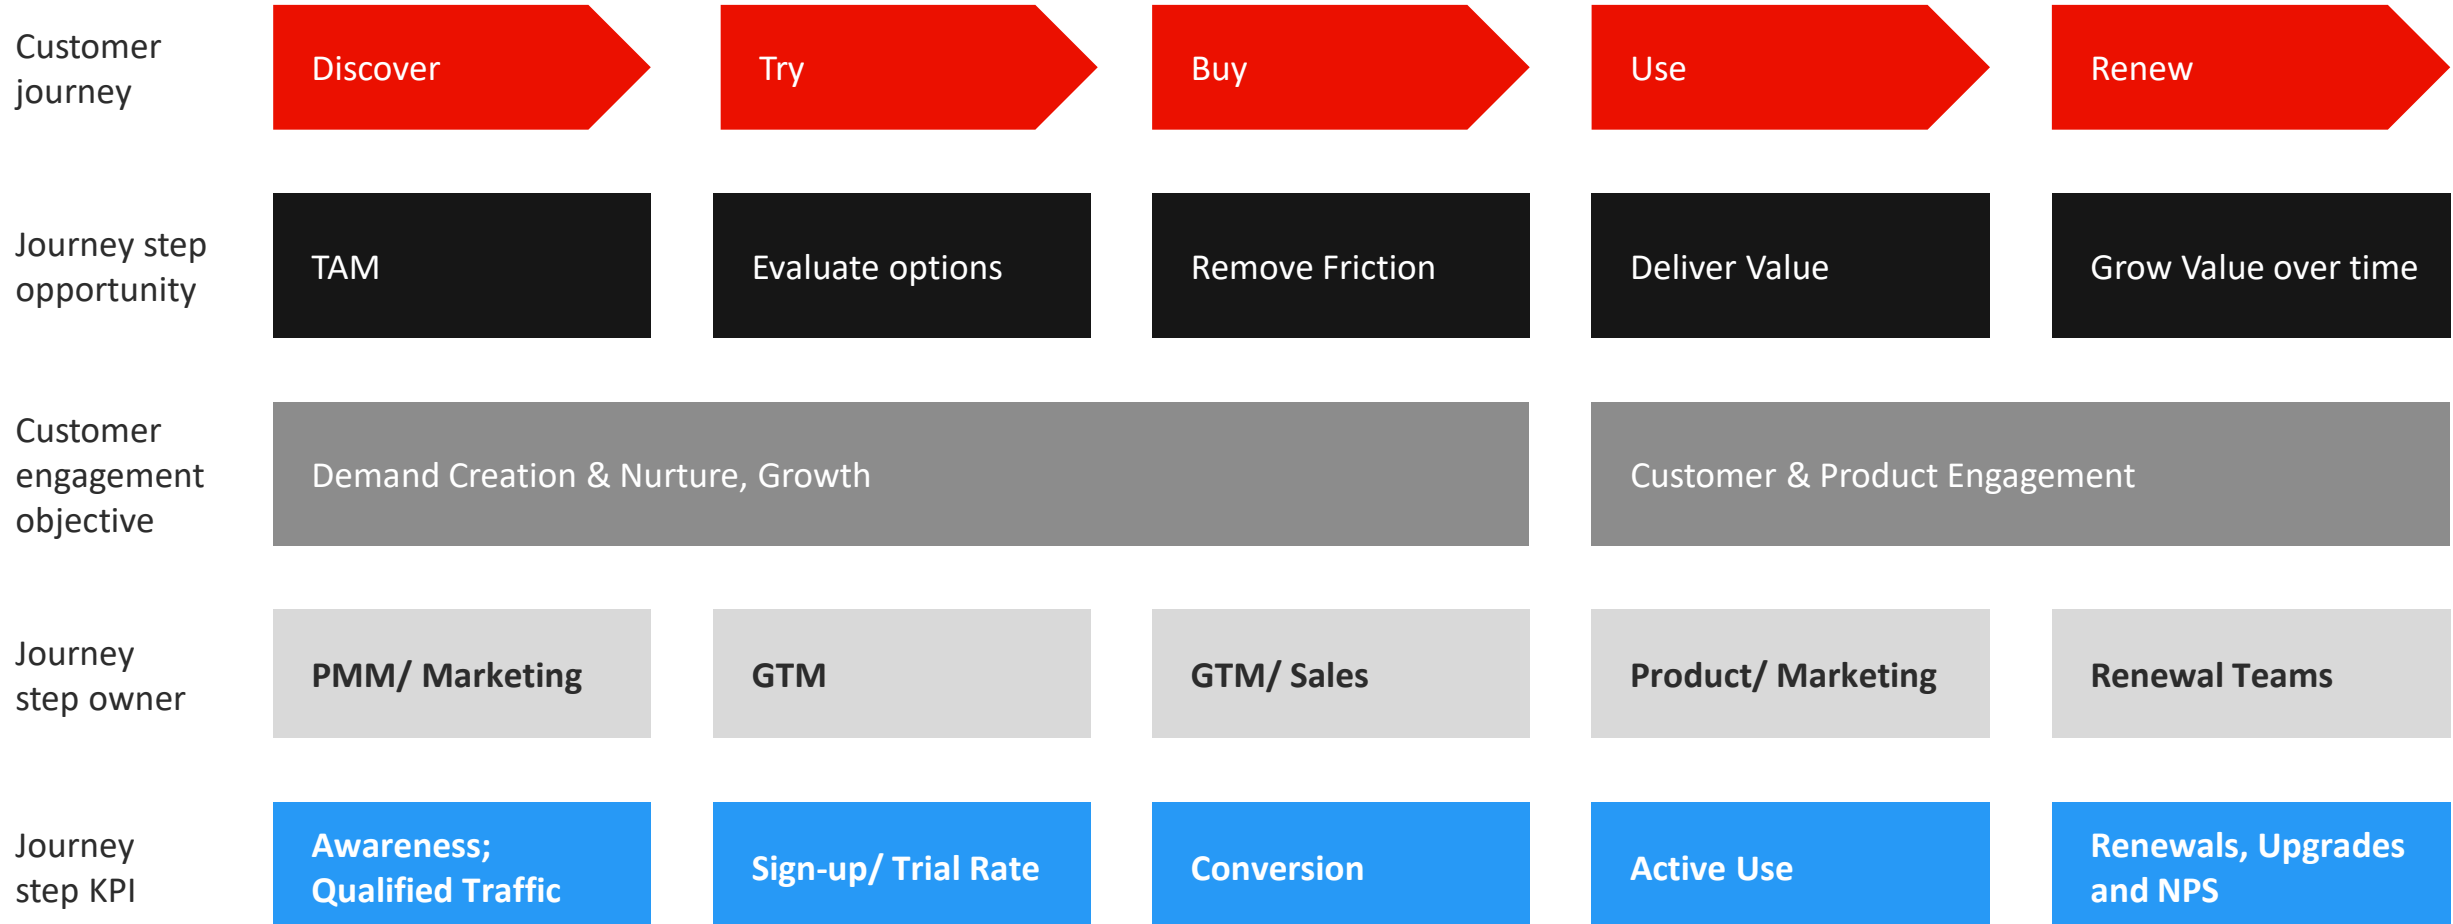 Customer
journey
Discover
Try
Buy
Use
Renew
Journey step
opportunity
TAM
Evaluate options
Remove Friction
Deliver Value
Grow Value over time
Customer
engagement
objective
Demand Creation & Nurture, Growth
Customer & Product Engagement
Journey
step owner
PMM/ Marketing
GTM
GTM/ Sales
Product/ Marketing
Renewal Teams
Journey
step KPI
Awareness;
Qualified Traffic
Sign-up/ Trial Rate
Conversion
Active Use
Renewals, Upgrades
and NPS